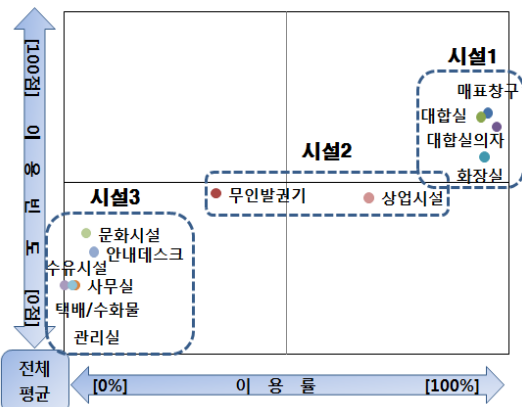 [100점] 이 용 빈 도 [0점]
시설1
매표창구
대합실
대합실의자
화장실
시설2
무인발권기
상업시설
시설3
문화시설
안내데스크
수유시설
사무실
택배/수화물
관리실
전체
평균
[0%] 이 용 률 [100%]